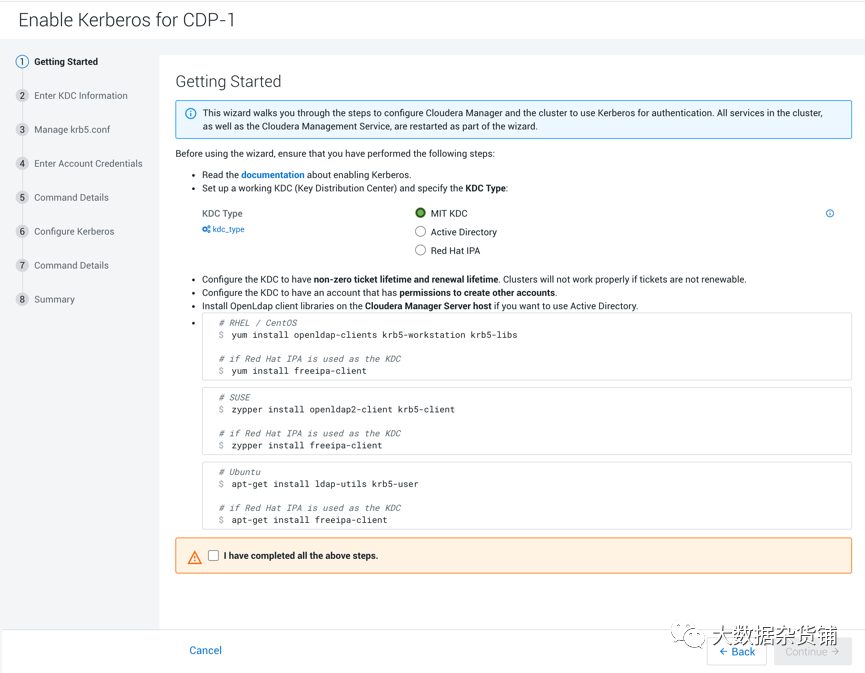 Enable Kerberos for CDP-1
1 Getting Started
2 Enter KDC Information
3 Manage krb5.conf
4 Enter Account Credentials
5 Command Details
6 Configure Kerberos
7 Command Details
8 Summary
Getting Started
This wizard walks you through the steps to configure Cloudera Manager and the cluster to use Kerberos for authentication. All services in the cluster,
as well as the Cloudera Management Service, are restarted as part of the wizard.
Before using the wizard, ensure that you have performed the following steps:
• Read the documentation about enabling Kerberos.
• Set up a working KDC (Key Distribution Center) and specify the KDC Type:
KDC Type
kdc_type
MIT KDC
Active Directory
Red Hat IPA
• Configure the KDC to have non-zero ticket lifetime and renewal lifetime. Clusters will not work properly if tickets are not renewable.
• Configure the KDC to have an account that has permissions to create other accounts.
• Install OpenLdap client libraries on the Cloudera Manager Server host if you want to use Active Directory.
# RHEL / CentOS
$ yum install openldap-clients krb5-workstation krb5-libs
# if Red Hat IPA is used as the KDC
$ yum install freeipa-client
# SUSE
$ zypper install openldap2-client krb5-client
# if Red Hat IPA is used as the KDC
$ zypper install freeipa-client
# Ubuntu
$ apt-get install ldap-utils krb5-user
# if Red Hat IPA is used as the KDC
$ apt-get install freeipa-client
I have completed all the above steps.
大数据杂货铺
Cancel
← Back
Continue →